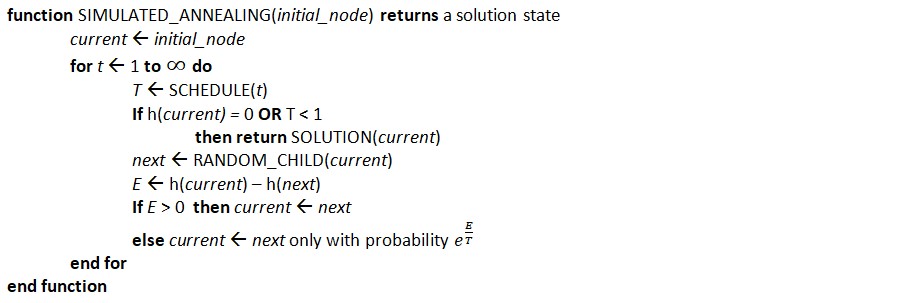 function SIMULATED_ANNEALING(initial_node) returns a solution state
current ← initial_node
for t ← 1 to ∞ do
T ← SCHEDULE(t)
If h(current) = 0 OR T < 1
then return SOLUTION(current)
next ← RANDOM_CHILD(current)
E ← h(current) – h(next)
If E > 0 then current ← next
else current ← next only with probability e^(E/T)
end for
end function